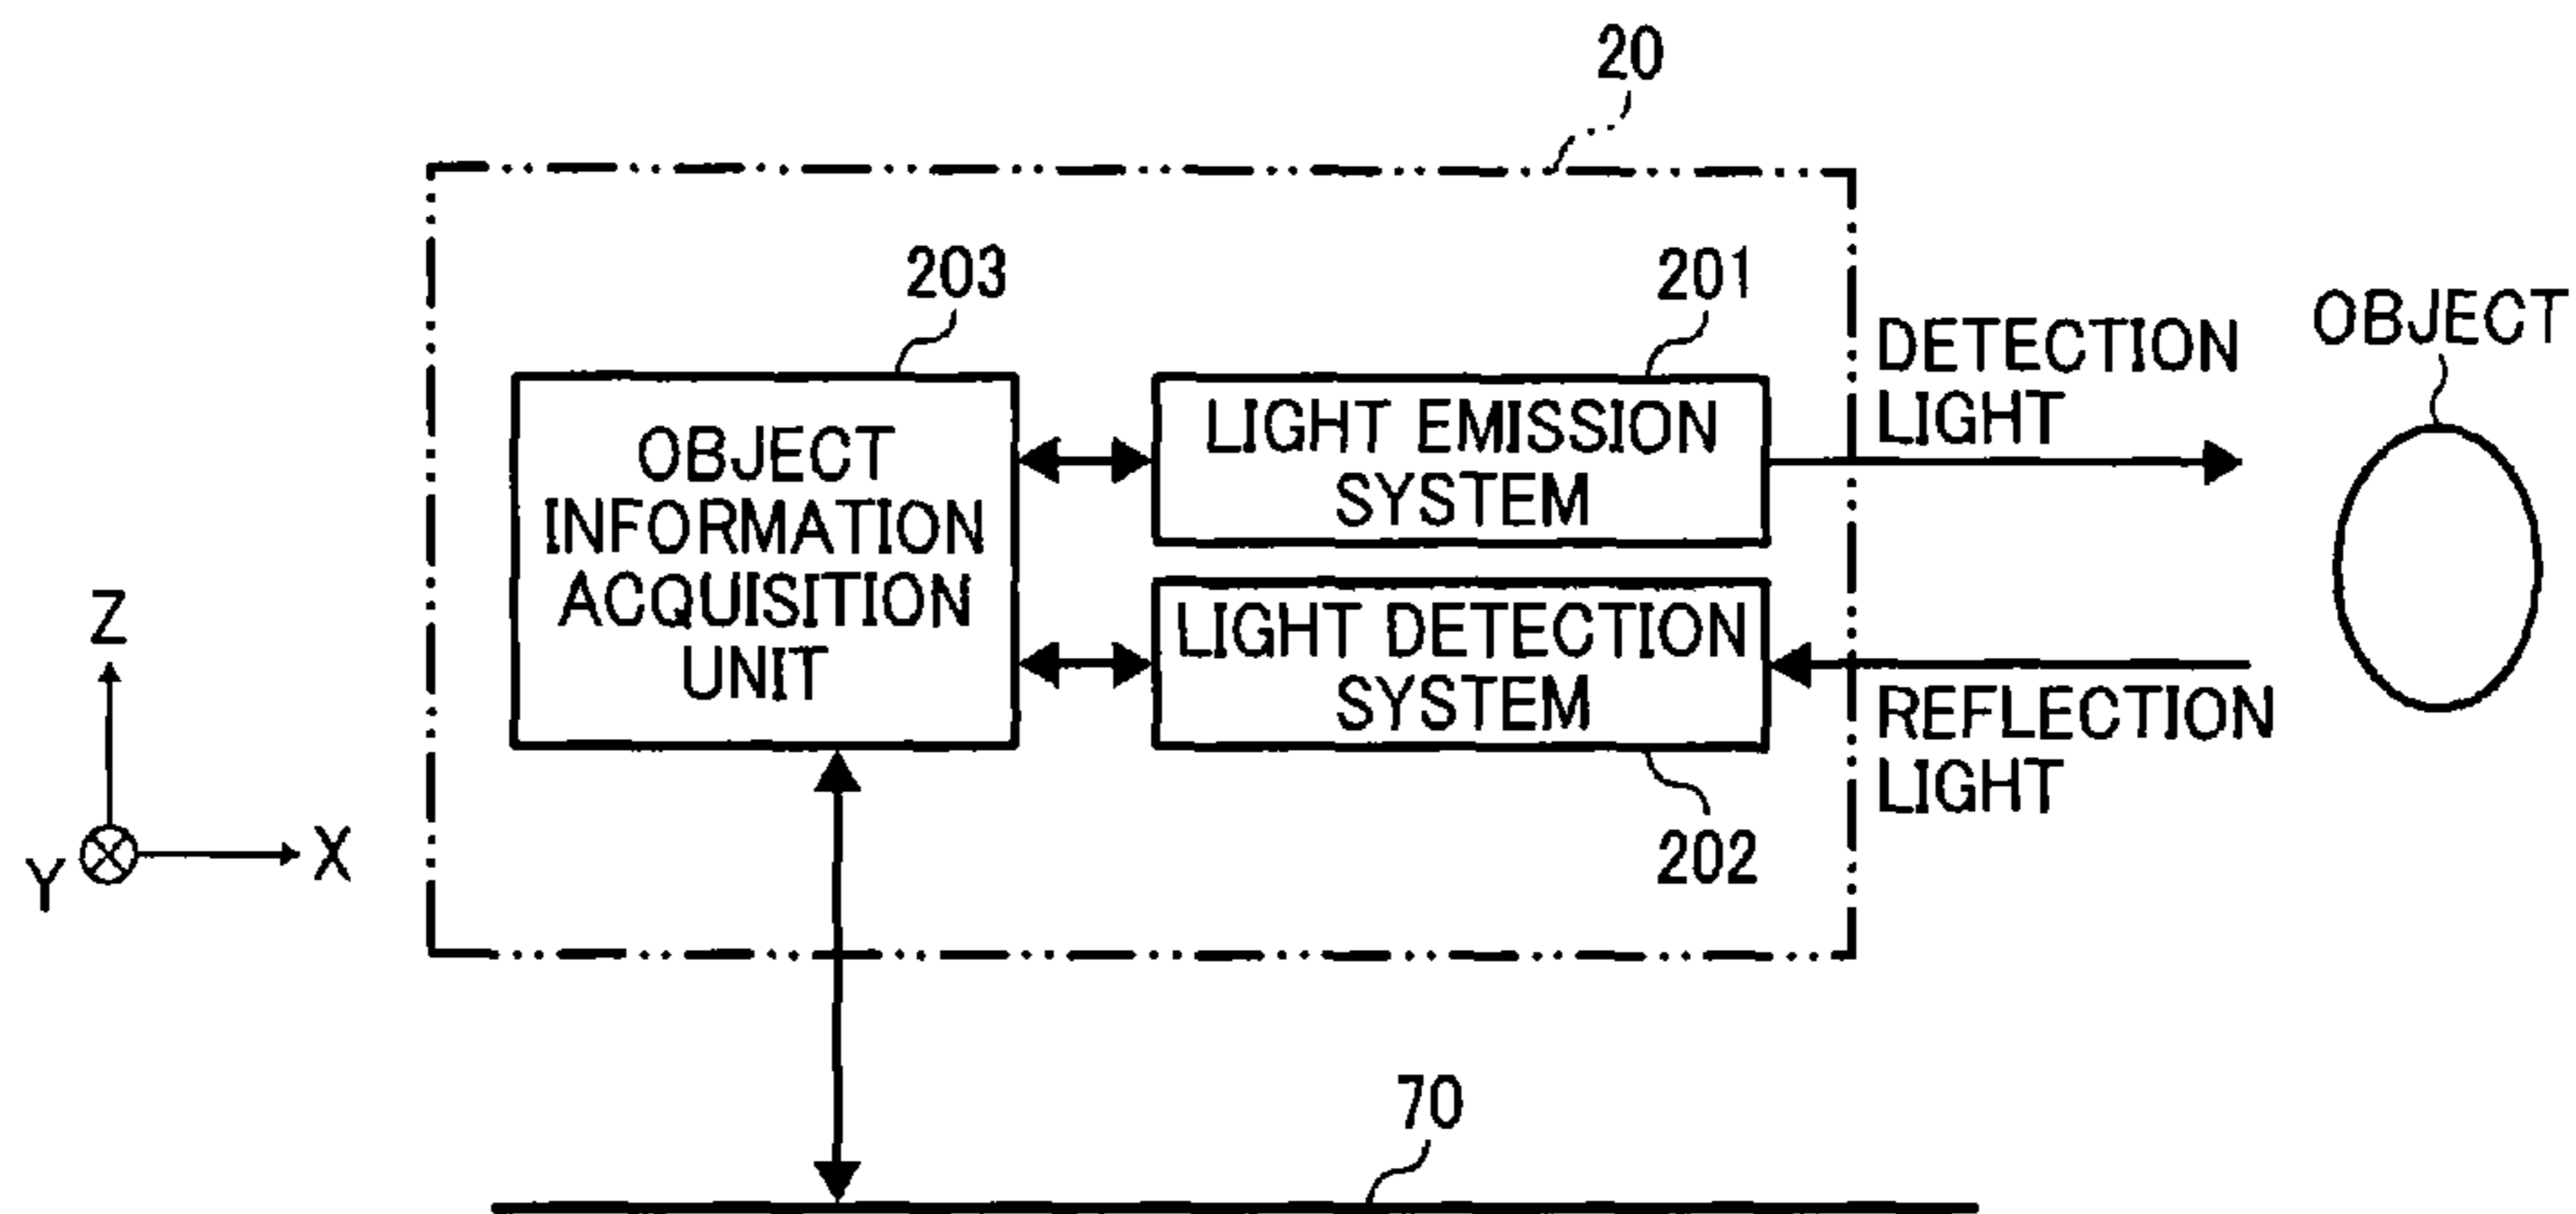 20
203
201
OBJECT
INFORMATION
ACQUISITION
UNIT
LIGHT EMISSION
SYSTEM
DETECTION
LIGHT
OBJECT
LIGHT DETECTION
SYSTEM
REFLECTION
LIGHT
202
Z
Y
X
70